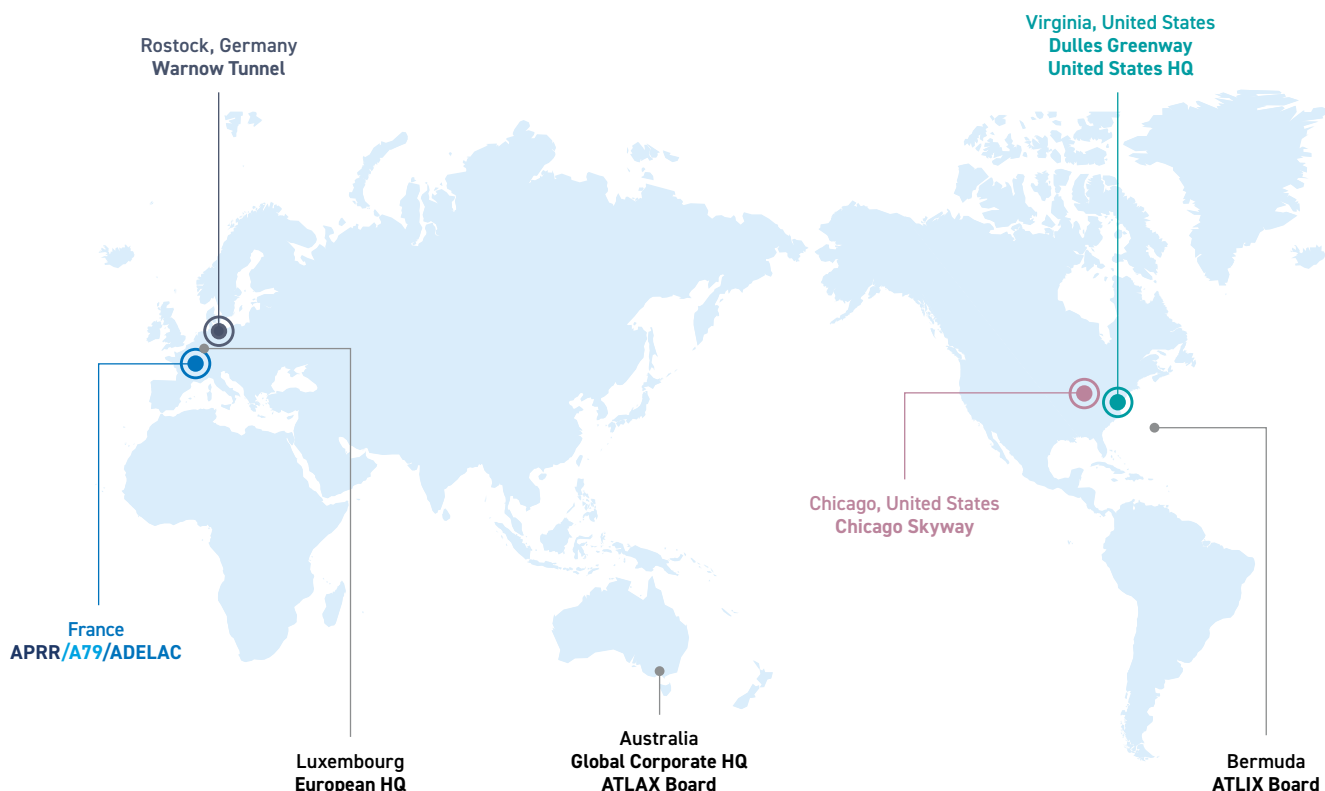 Rostock, Germany
Warnow Tunnel
Virginia, United States
Dulles Greenway
United States HQ
Chicago, United States
Chicago Skyway
France
APRR/A79/ADELAC
Luxembourg
European HQ
Australia
Global Corporate HQ
ATLAX Board
Bermuda
ATLIX Board